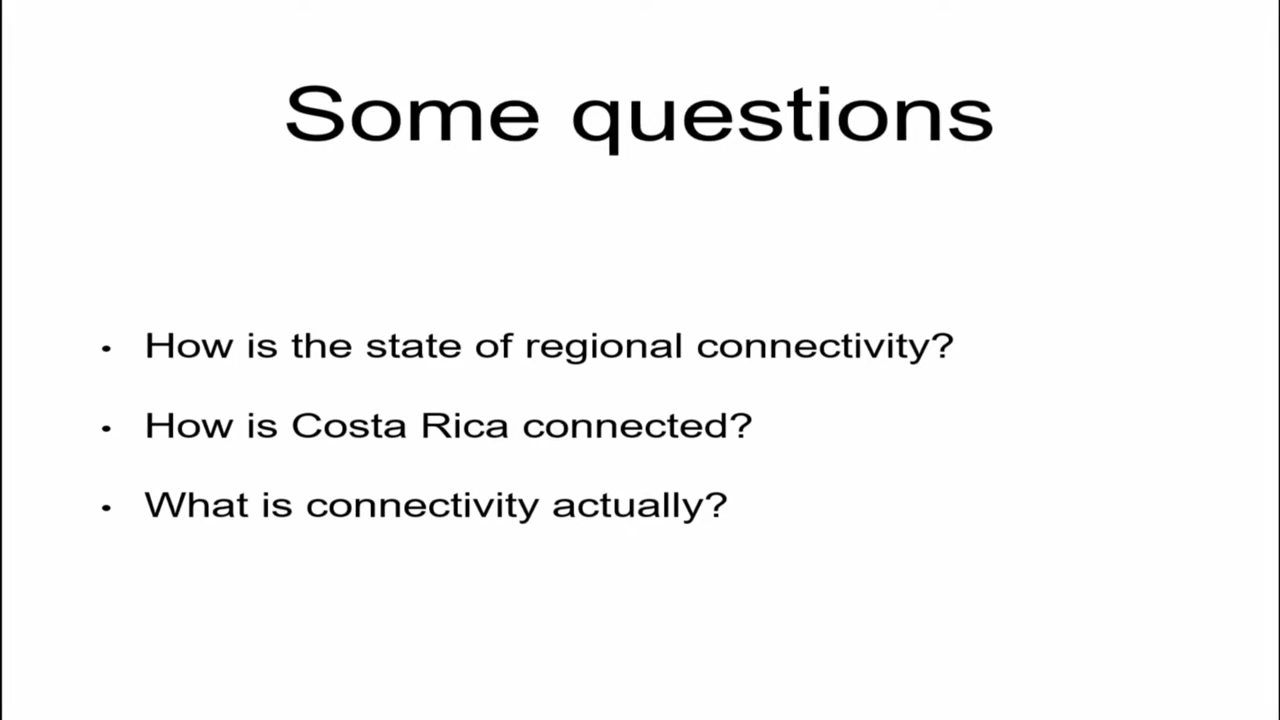 Some questions
• How is the state of regional connectivity?
• How is Costa Rica connected?
• What is connectivity actually?